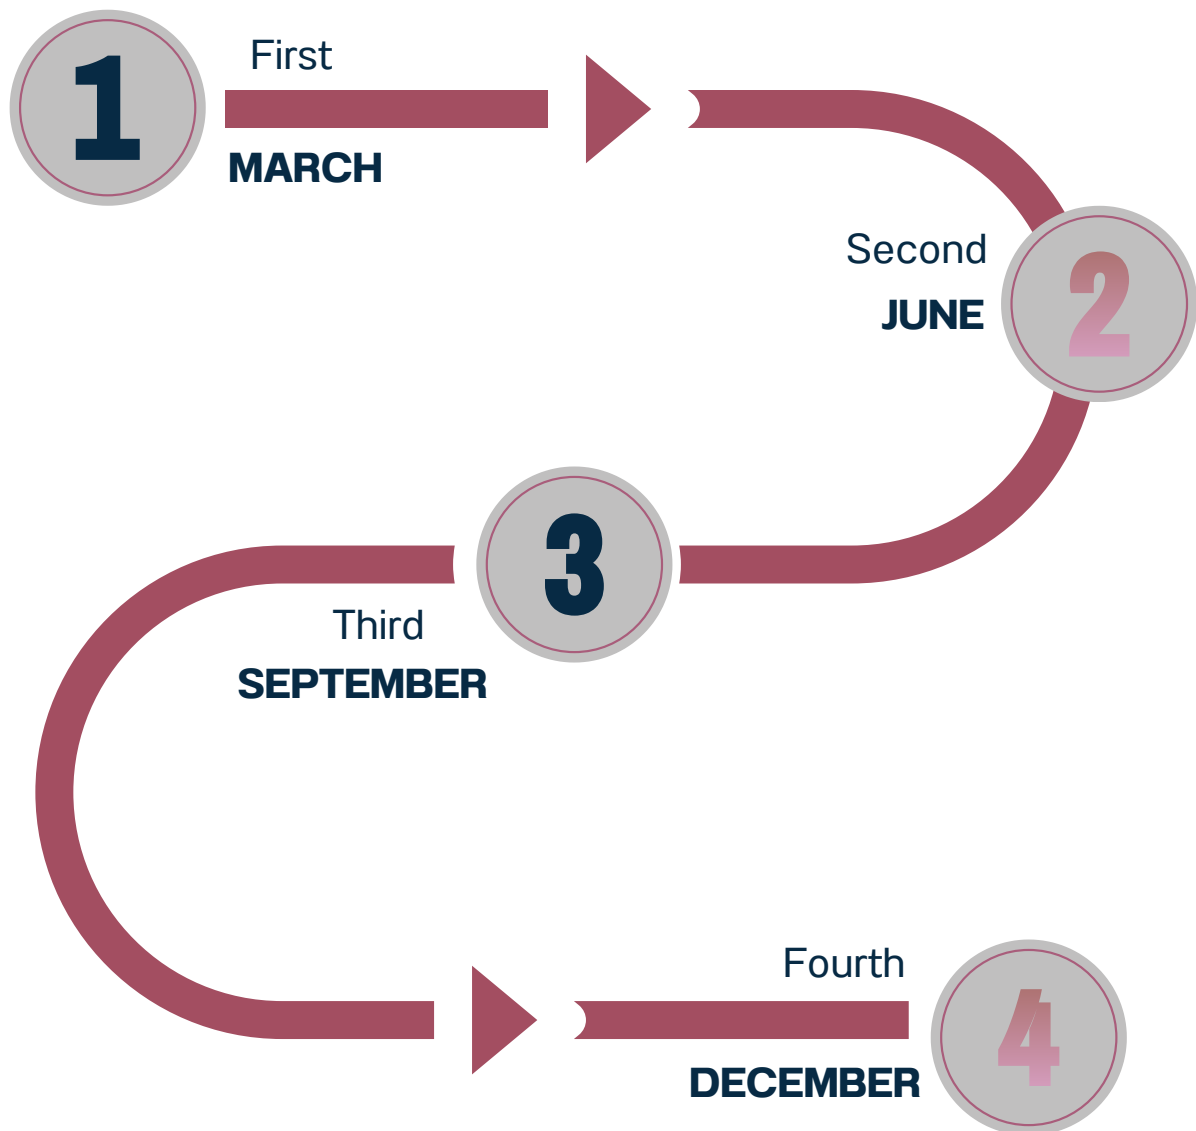 1
First
MARCH
Second
JUNE
2
3
Third
SEPTEMBER
Fourth
DECEMBER
4